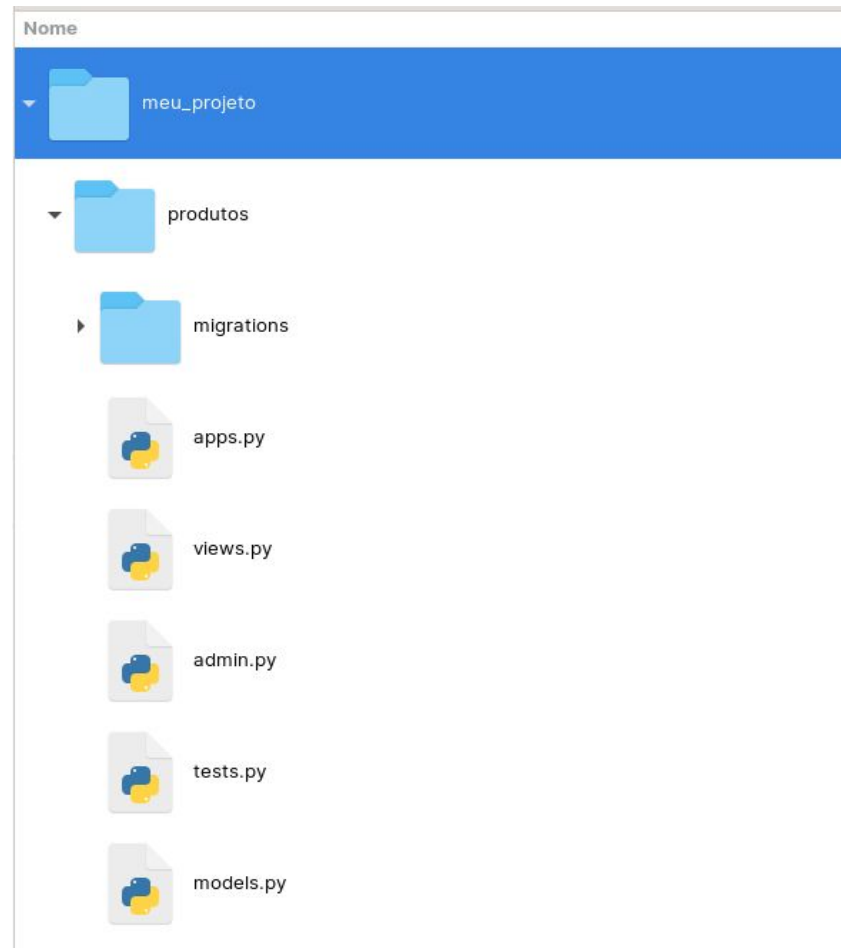 Nome
meu_projeto
produtos
migrations
apps.py
views.py
admin.py
tests.py
models.py